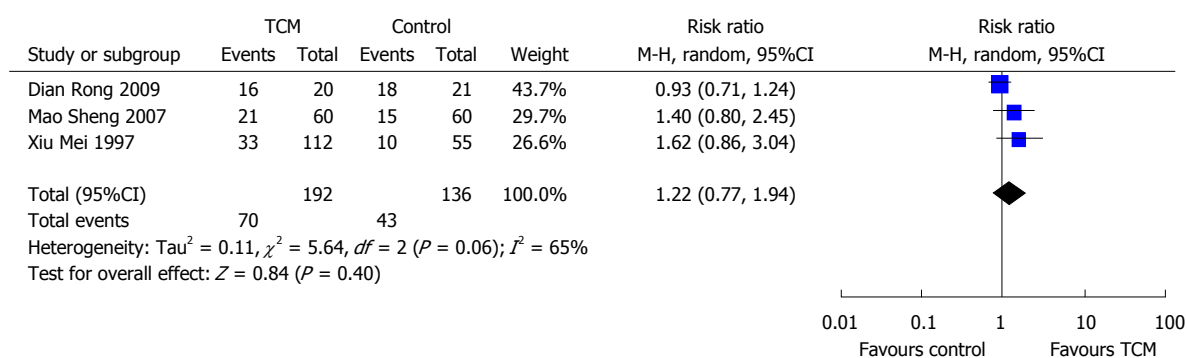 TCM Control Risk ratio Risk ratio
Study or subgroup Events Total Events Total Weight M-H, random, 95%CI M-H, random, 95%CI
Dian Rong 2009 16 20 18 21 43.7% 0.93 (0.71, 1.24)
Mao Sheng 2007 21 60 15 60 29.7% 1.40 (0.80, 2.45)
Xiu Mei 1997 33 112 10 55 26.6% 1.62 (0.86, 3.04)
Total (95%CI) 192 136 100.0% 1.22 (0.77, 1.94)
Total events 70 43
Heterogeneity: Tau² = 0.11, χ² = 5.64, df = 2 (P = 0.06); I² = 65%
Test for overall effect: Z = 0.84 (P = 0.40)
0.01 0.1 1 10 100
Favours control Favours TCM